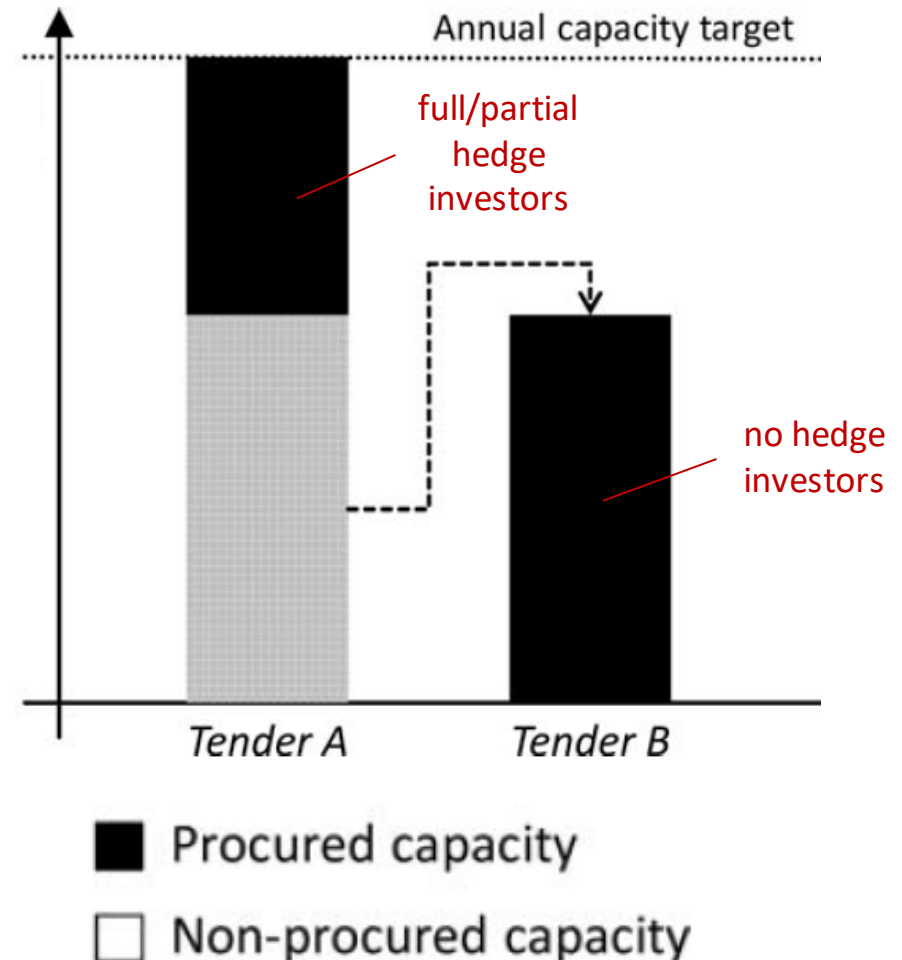 Annual capacity target
full/partial
hedge
investors
no hedge
investors
Tender A
Tender B
Procured capacity
Non-procured capacity